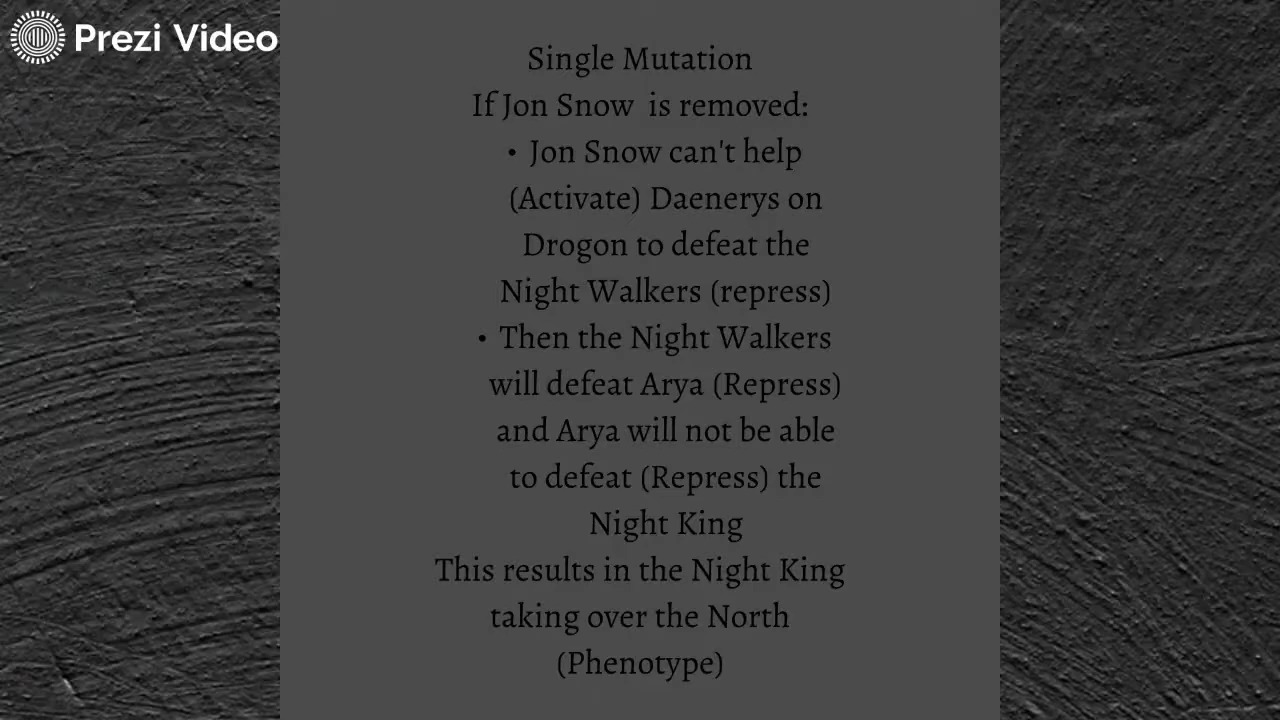 Prezi Video
Single Mutation
If Jon Snow is removed:
• Jon Snow can't help
(Activate) Daenerys on
Drogon to defeat the
Night Walkers (repress)
• Then the Night Walkers
will defeat Arya (Repress)
and Arya will not be able
to defeat (Repress) the
Night King
This results in the Night King
taking over the North
(Phenotype)